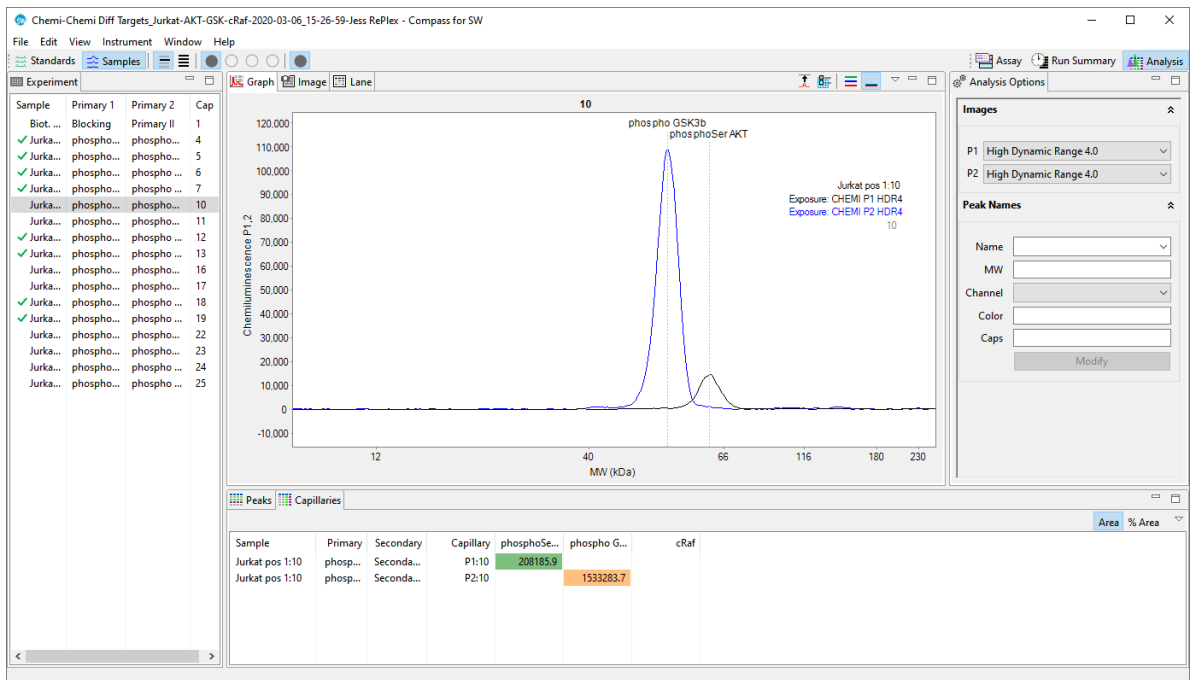 Chemi-Chemi Diff Targets_Jurkat-AKT-GSK-cRaf-2020-03-06_15-26-59-Jess RePlex - Compass for SW
File Edit View Instrument Window Help
Standards Samples Assay Run Summary Analysis
Experiment
Sample Primary 1 Primary 2 Cap
Biot. ... Blocking Primary II 1
Jurka... phospho... phospho... 4
Jurka... phospho... phospho... 5
Jurka... phospho... phospho... 6
Jurka... phospho... phospho... 7
Jurka... phospho... phospho... 10
Jurka... phospho... phospho... 11
Jurka... phospho... phospho ... 12
Jurka... phospho... phospho ... 13
Jurka... phospho... phospho... 16
Jurka... phospho... phospho... 17
Jurka... phospho... phospho ... 18
Jurka... phospho... phospho ... 19
Jurka... phospho... phospho... 22
Jurka... phospho... phospho... 23
Jurka... phospho... phospho ... 24
Jurka... phospho... phospho ... 25
Graph Image Lane
10
phospho GSK3b
phosphoSer AKT
120,000
110,000
100,000
90,000
80,000
70,000
60,000
50,000
40,000
30,000
20,000
10,000
0
-10,000
Chemiluminescence P1,2
Jurkat pos 1:10
Exposure: CHEMI P1 HDR4
Exposure: CHEMI P2 HDR4
10
12 40 66 116 180 230
MW (kDa)
Analysis Options
Images
P1 High Dynamic Range 4.0
P2 High Dynamic Range 4.0
Peak Names
Name
MW
Channel
Color
Caps
Modify
Peaks Capillaries
Area % Area
Sample Primary Secondary Capillary phosphoSe... phospho G... cRaf
Jurkat pos 1:10 phosp... Seconda... P1:10 208185.9
Jurkat pos 1:10 phosp... Seconda... P2:10 1533283.7